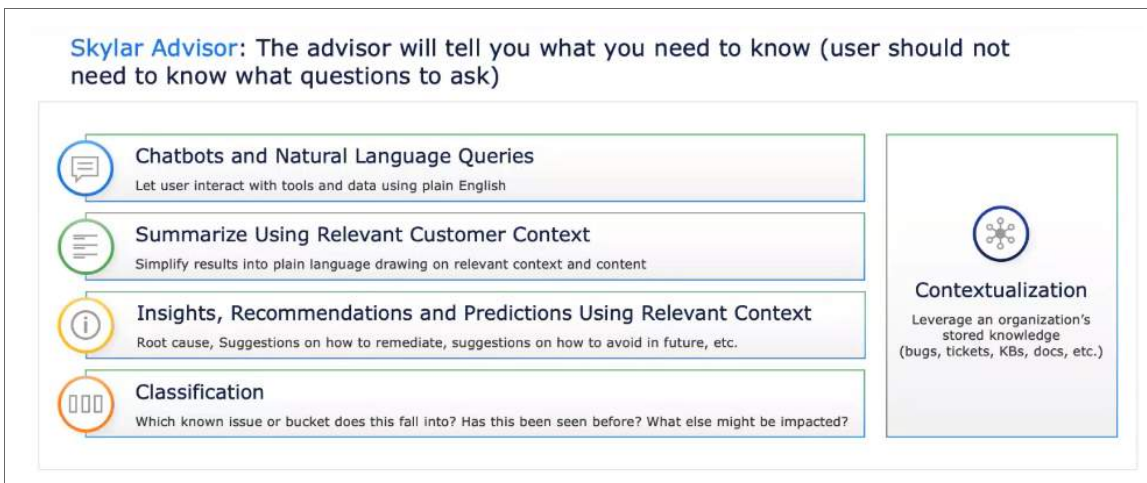 Skylar Advisor: The advisor will tell you what you need to know (user should not
need to know what questions to ask)
Chatbots and Natural Language Queries
Let user interact with tools and data using plain English
Summarize Using Relevant Customer Context
Simplify results into plain language drawing on relevant context and content
Insights, Recommendations and Predictions Using Relevant Context
Root cause, Suggestions on how to remediate, suggestions on how to avoid in future, etc.
Classification
Which known issue or bucket does this fall into? Has this been seen before? What else might be impacted?
Contextualization
Leverage an organization's
stored knowledge
(bugs, tickets, KBs, docs, etc.)